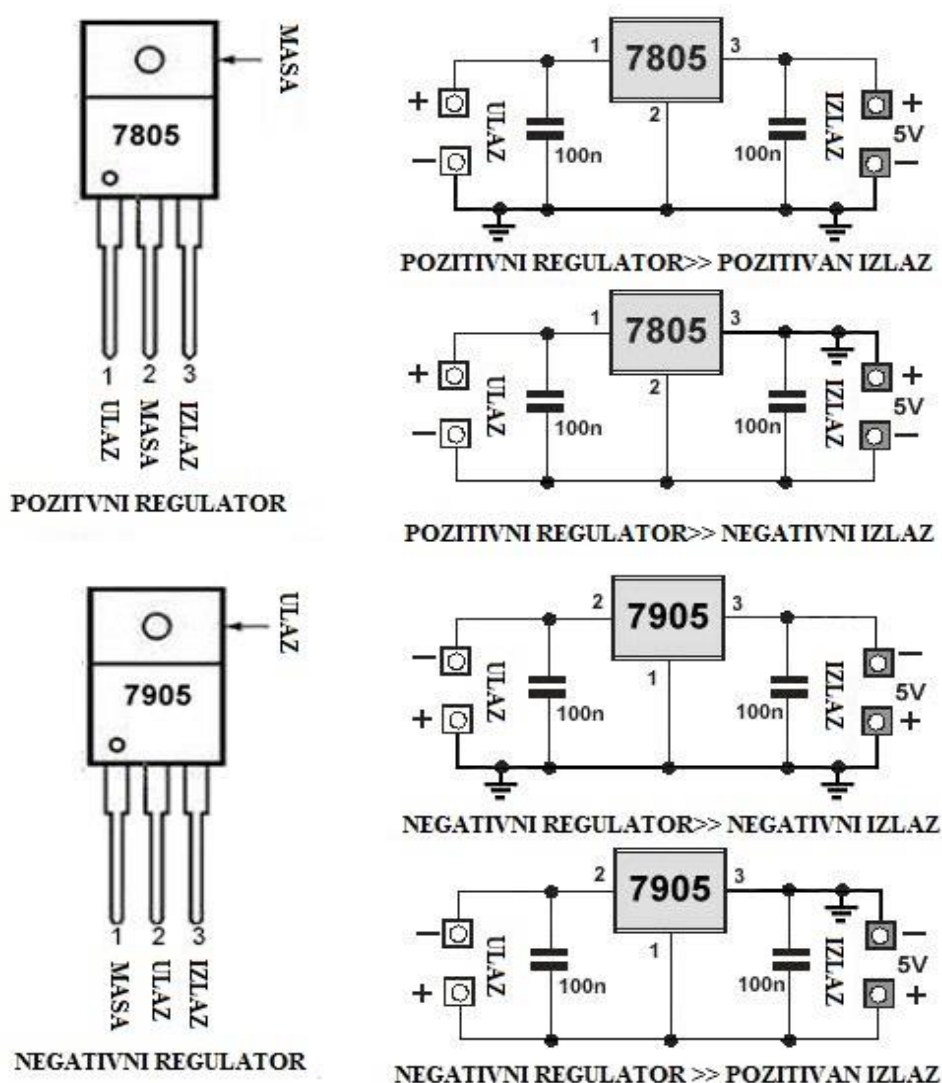 MASA
7805
1 2 3
ULAZ MASA IZLAZ
POZITVNI REGULATOR
1 7805 3
2
+ ULAZ 100n 100n IZLAZ + 5V
− −
POZITIVNI REGULATOR>> POZITIVAN IZLAZ
1 7805 3
2
+ ULAZ 100n 100n IZLAZ + 5V
− −
POZITIVNI REGULATOR>> NEGATIVNI IZLAZ
ULAZ
7905
1 2 3
MASA ULAZ IZLAZ
NEGATIVNI REGULATOR
2 7905 3
1
− ULAZ 100n 100n IZLAZ − 5V
+ +
NEGATIVNI REGULATOR>> NEGATIVNI IZLAZ
2 7905 3
1
− ULAZ 100n 100n IZLAZ − 5V
+ +
NEGATIVNI REGULATOR >> POZITIVAN IZLAZ